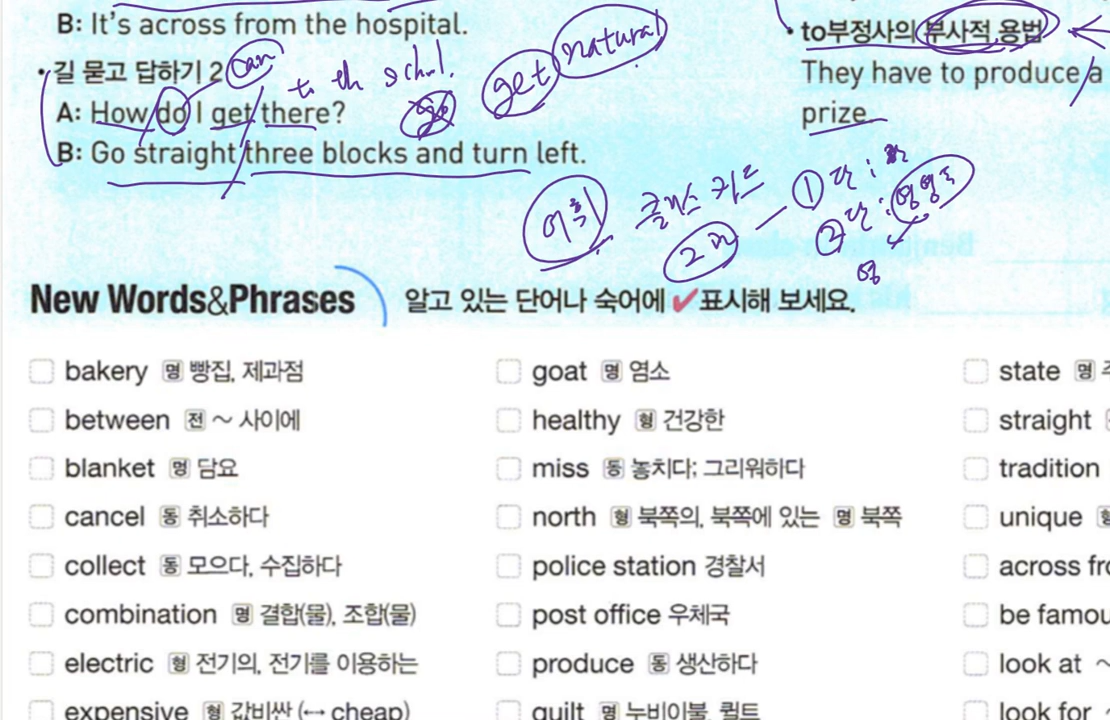 B: It's across from the hospital.
• 길 묻고 답하기 2 can
to th schol.
get natural
A: How do I get there? go
B: Go straight three blocks and turn left.
• to부정사의 부사적 용법
They have to produce a
prize.
어휘 클래스 카드
2과 ① 단 :
② 단 : 영영
영
New Words&Phrases 알고 있는 단어나 숙어에 ✔표시해 보세요.
bakery 명 빵집, 제과점
between 전 ~ 사이에
blanket 명 담요
cancel 동 취소하다
collect 동 모으다, 수집하다
combination 명 결합(물), 조합(물)
electric 형 전기의, 전기를 이용하는
expensive 형 값비싼 (↔ cheap)
goat 명 염소
healthy 형 건강한
miss 동 놓치다; 그리워하다
north 형 북쪽의, 북쪽에 있는 명 북쪽
police station 경찰서
post office 우체국
produce 동 생산하다
quilt 명 누비이불, 퀼트
state 명
straight
tradition
unique 형
across fro
be famou
look at ~
look for